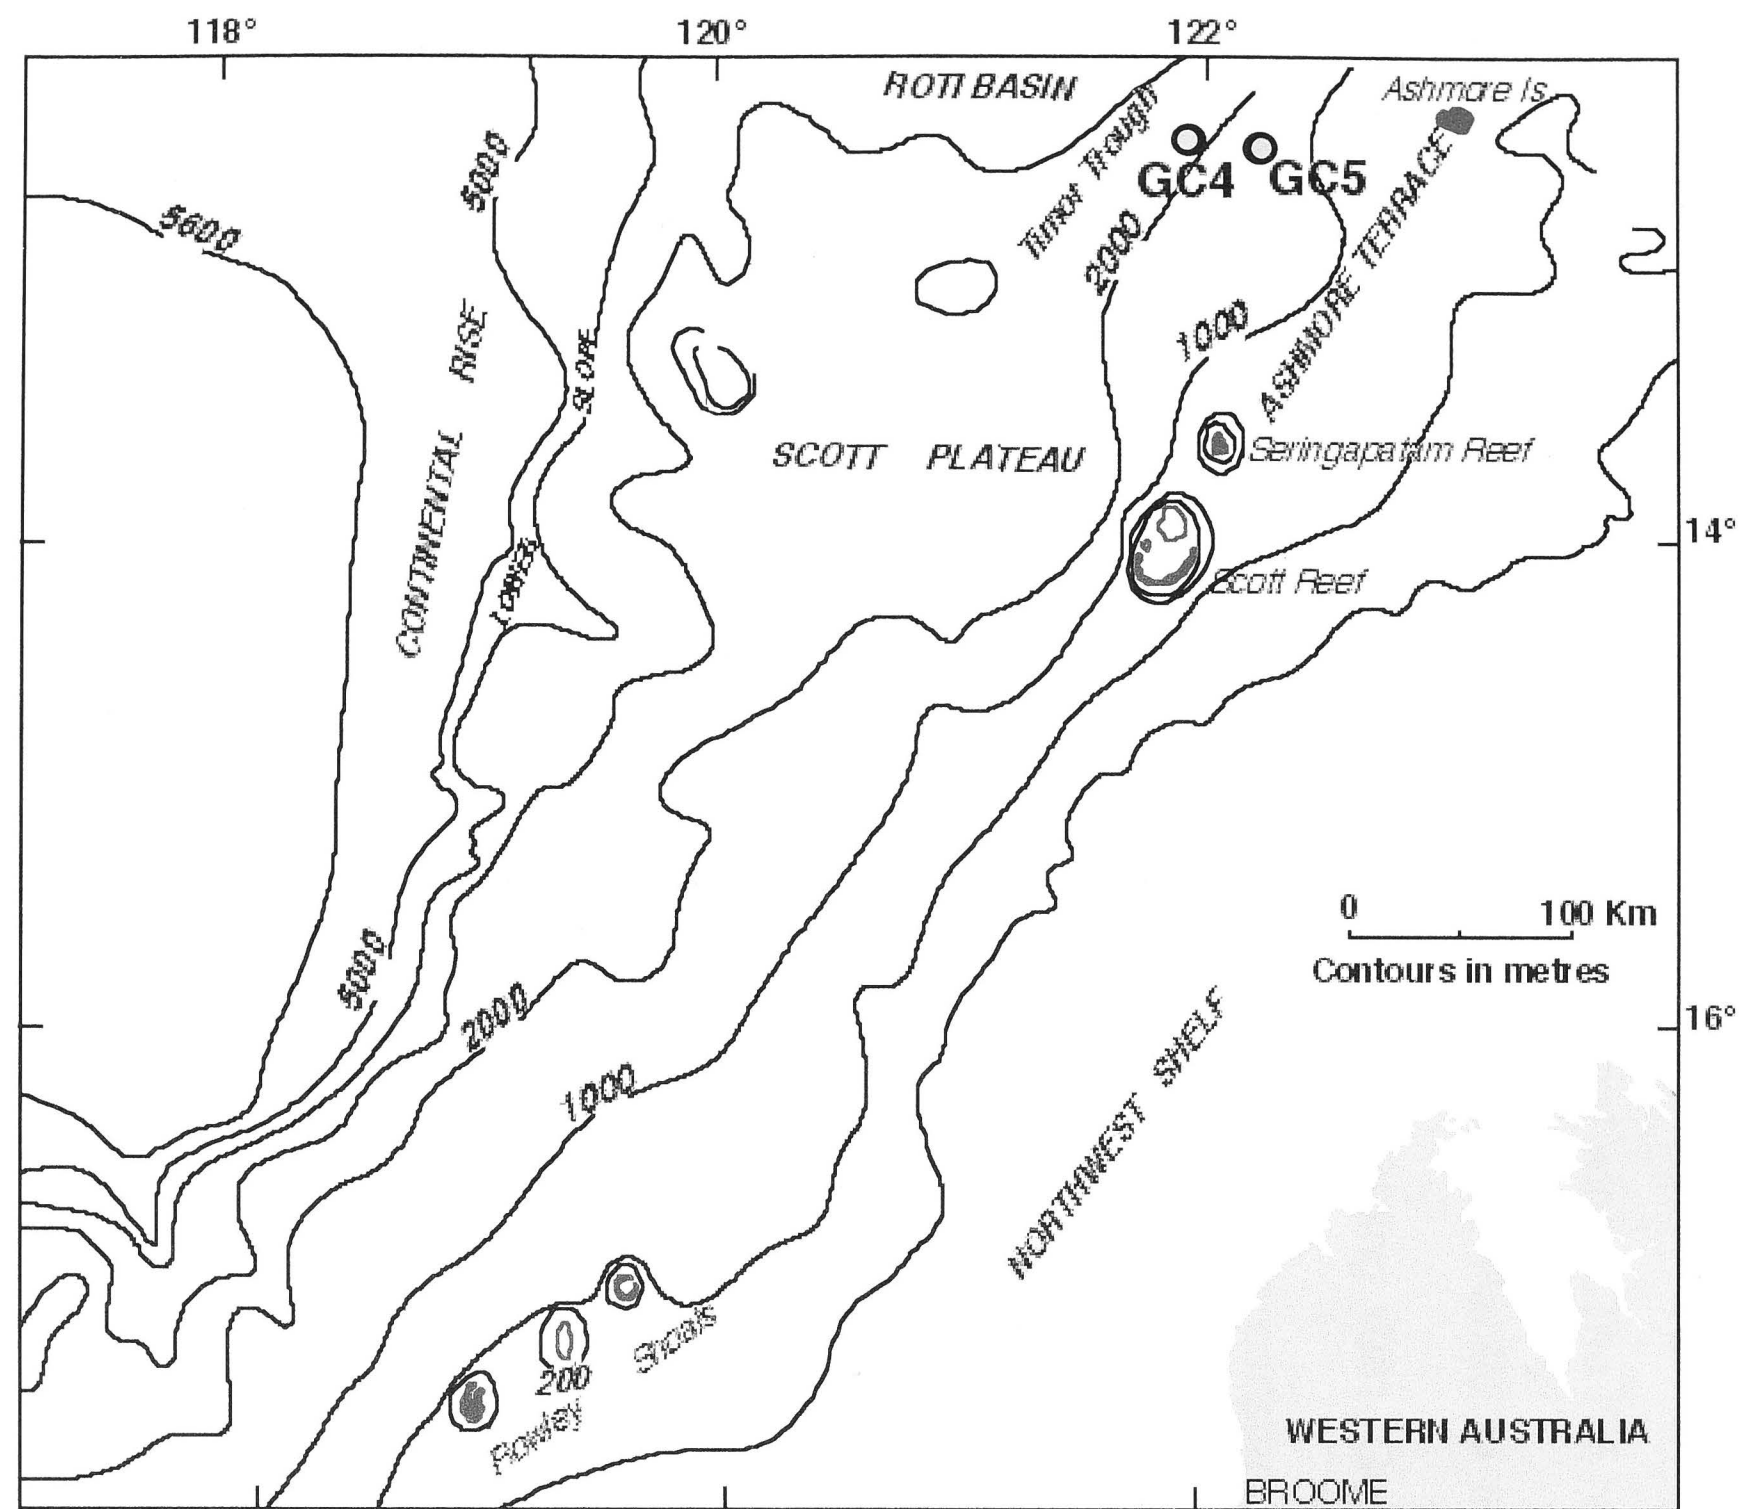 118° 120° 122°
ROTI BASIN
Ashmore Is.
Timor Trough
GC4 GC5
5000
5600
2000
1000
ASHMORE TERRACE
CONTINENTAL RISE
SLOPE
SCOTT PLATEAU
Seringapatam Reef
14°
Scott Reef
0 100 Km
Contours in metres
5000
2000
16°
1000
NORTHWEST SHELF
Shoals
200
Rowley
WESTERN AUSTRALIA
BROOME